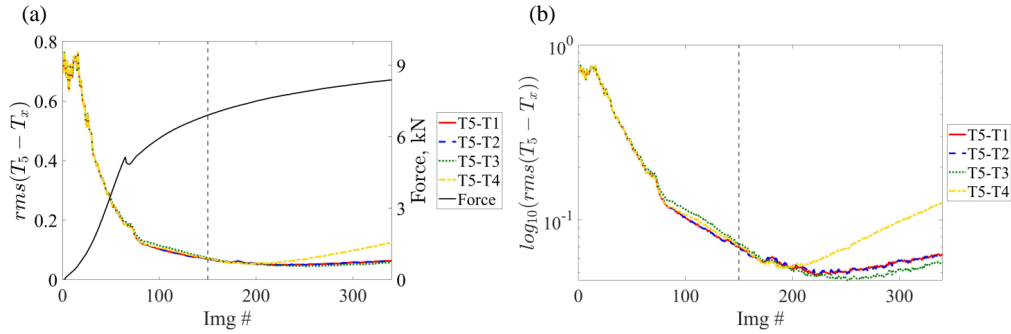 (a)
(b)
0.8
0.6
0.4
0.2
0
rms(T₅ − Tₓ)
0
100
200
300
Img #
9
6
3
0
Force, kN
T5-T1
T5-T2
T5-T3
T5-T4
Force
10⁰
10⁻¹
log₁₀(rms(T₅ − Tₓ))
0
100
200
300
Img #
T5-T1
T5-T2
T5-T3
T5-T4